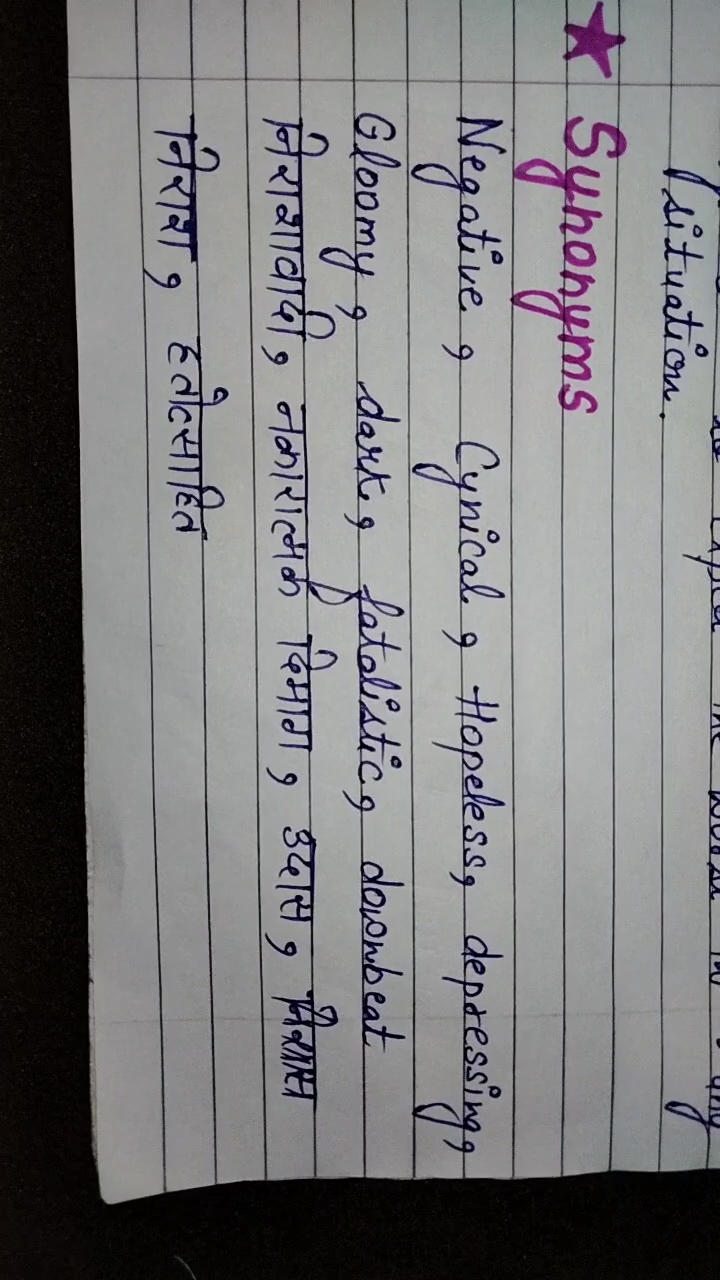 situation.
★ Synonyms
Negative, Cynical, Hopeless, depressing,
Gloomy, dark, fatalistic, downbeat
निराशावादी, नकारात्मक दिमाग, उदास,
निराश, हतोत्साहित